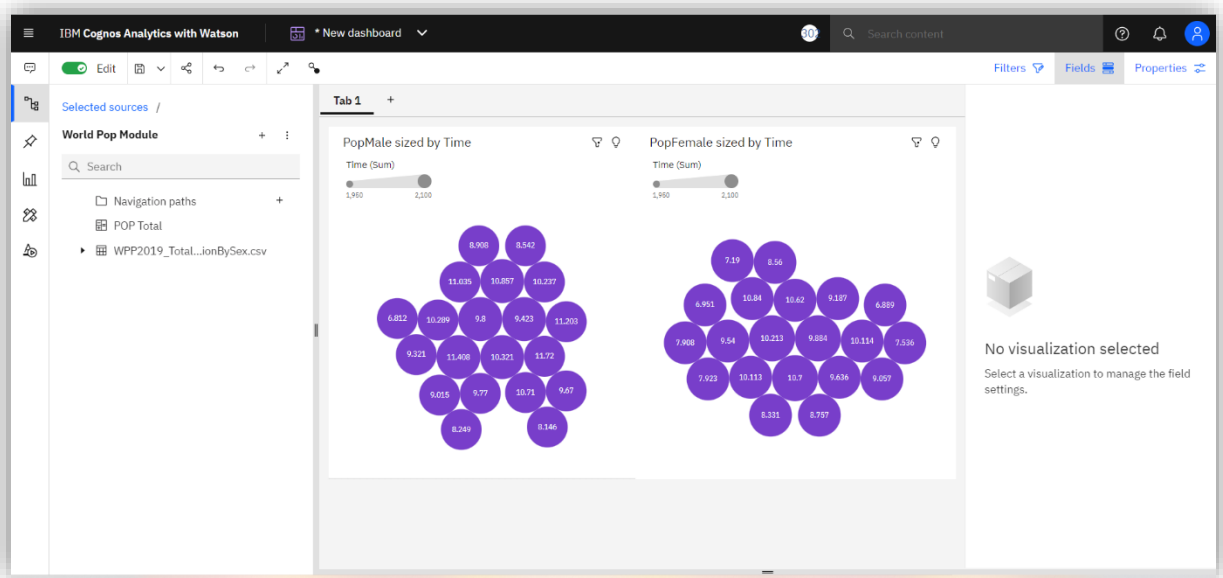 IBM Cognos Analytics with Watson
* New dashboard
302
Search content
Edit
Filters
Fields
Properties
Selected sources /
World Pop Module
Search
Navigation paths
POP Total
WPP2019_Total...ionBySex.csv
Tab 1
PopMale sized by Time
Time (Sum)
1,950 2,100
8.908 8.542
11.035 10.857 10.237
6.812 10.289 9.8 9.423 11.203
9.321 11.408 10.321 11.72
9.015 9.77 10.71 9.67
8.249 8.146
PopFemale sized by Time
Time (Sum)
1,950 2,100
7.19 8.56
6.951 10.84 10.62 9.187 6.889
7.908 9.54 10.213 9.884 10.114 7.536
7.923 10.113 10.7 9.636 9.057
8.331 8.757
No visualization selected
Select a visualization to manage the field
settings.